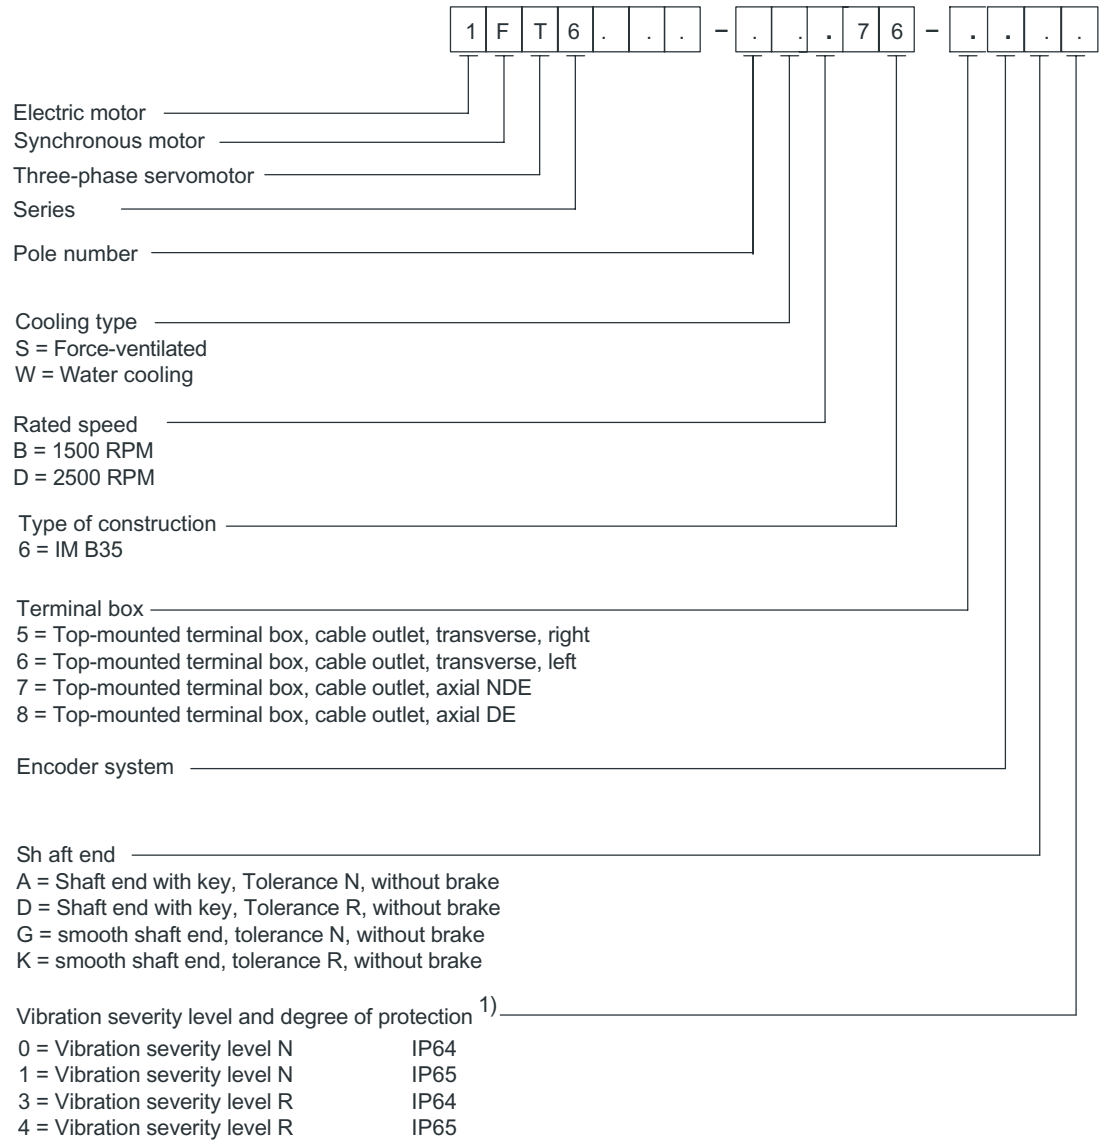 1 F T 6 . . . – . . . 7 6 – . . . .
Electric motor
Synchronous motor
Three-phase servomotor
Series
Pole number
Cooling type
S = Force-ventilated
W = Water cooling
Rated speed
B = 1500 RPM
D = 2500 RPM
Type of construction
6 = IM B35
Terminal box
5 = Top-mounted terminal box, cable outlet, transverse, right
6 = Top-mounted terminal box, cable outlet, transverse, left
7 = Top-mounted terminal box, cable outlet, axial NDE
8 = Top-mounted terminal box, cable outlet, axial DE
Encoder system
Sh aft end
A = Shaft end with key, Tolerance N, without brake
D = Shaft end with key, Tolerance R, without brake
G = smooth shaft end, tolerance N, without brake
K = smooth shaft end, tolerance R, without brake
Vibration severity level and degree of protection 1)
0 = Vibration severity level N IP64
1 = Vibration severity level N IP65
3 = Vibration severity level R IP64
4 = Vibration severity level R IP65